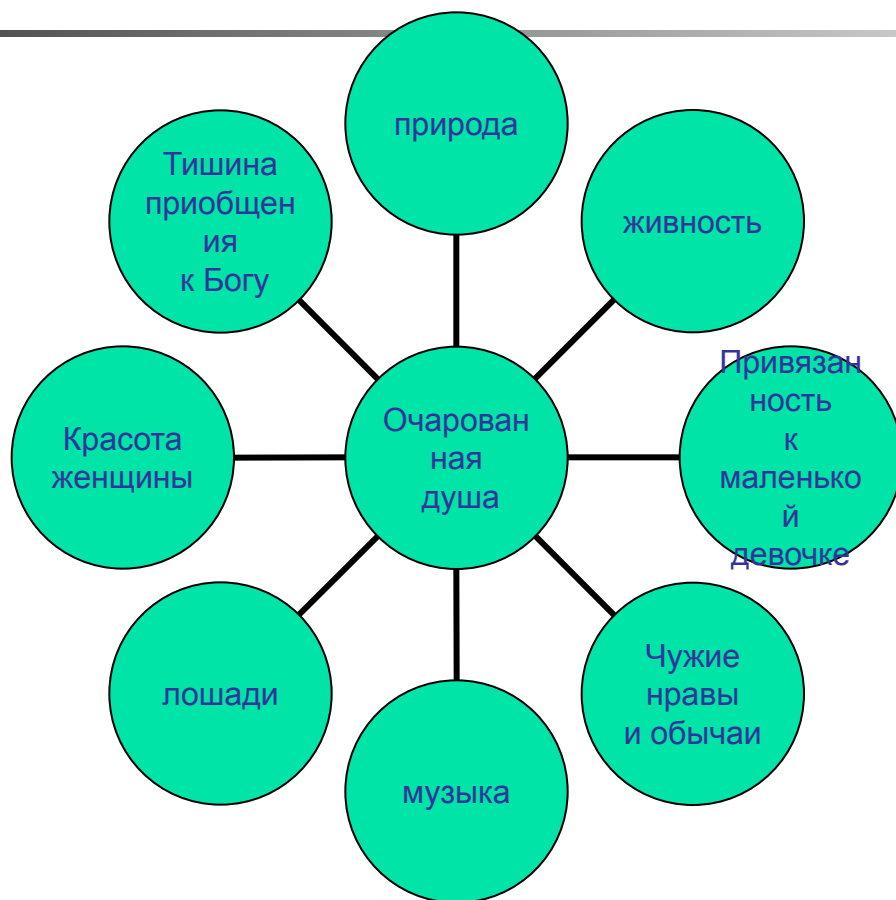 природа
Тишина
приобщен
ия
к Богу
живность
Привязан
ность
к
маленько
й
девочке
Очарован
ная
душа
Красота
женщины
лошади
Чужие
нравы
и обычаи
музыка